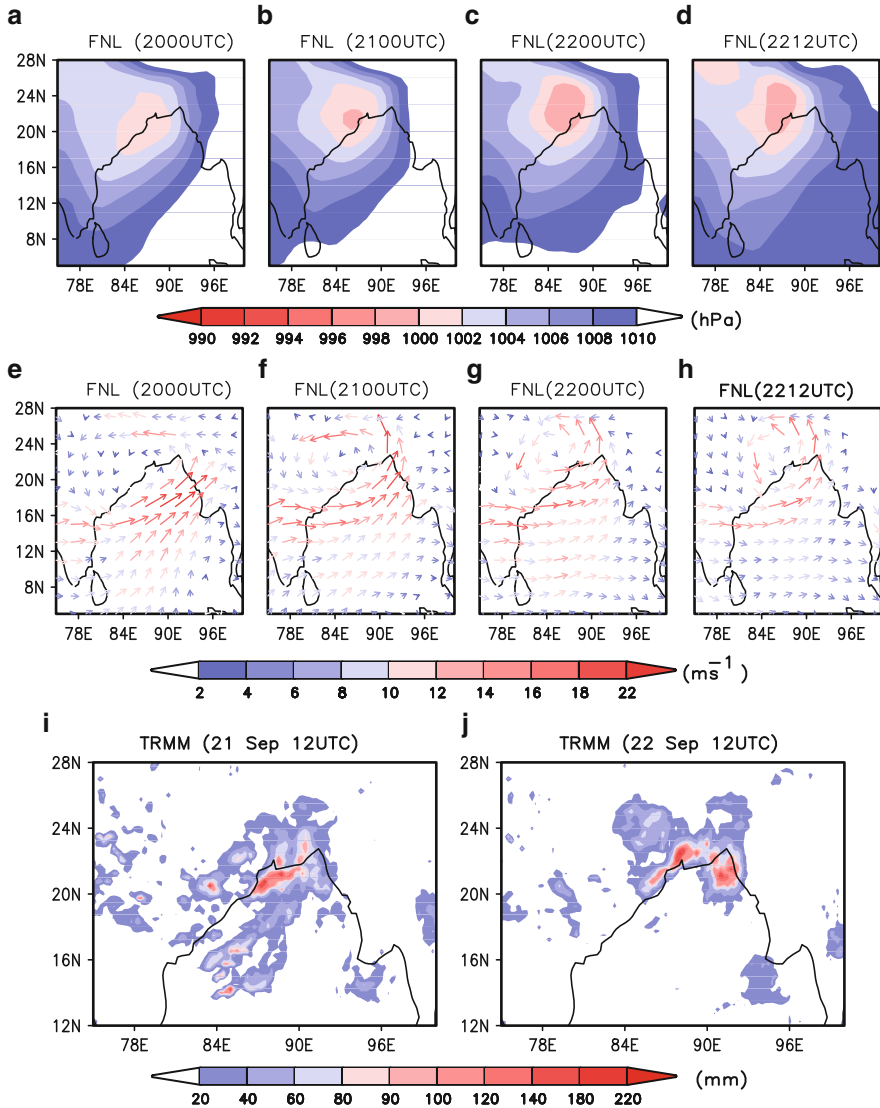 a b c d
FNL (2000UTC) FNL (2100UTC) FNL(2200UTC) FNL(2212UTC)
28N
24N
20N
16N
12N
8N
78E 84E 90E 96E 78E 84E 90E 96E 78E 84E 90E 96E 78E 84E 90E 96E
990 992 994 996 998 1000 1002 1004 1006 1008 1010 (hPa)
e f g h
FNL (2000UTC) FNL(2100UTC) FNL(2200UTC) FNL(2212UTC)
28N
24N
20N
16N
12N
8N
78E 84E 90E 96E 78E 84E 90E 96E 78E 84E 90E 96E 78E 84E 90E 96E
2 4 6 8 10 12 14 16 18 22 (ms⁻¹)
i j
TRMM (21 Sep 12UTC) TRMM (22 Sep 12UTC)
28N 28N
24N 24N
20N 20N
16N 16N
12N 12N
78E 84E 90E 96E 78E 84E 90E 96E
20 40 60 80 90 100 120 140 180 220 (mm)